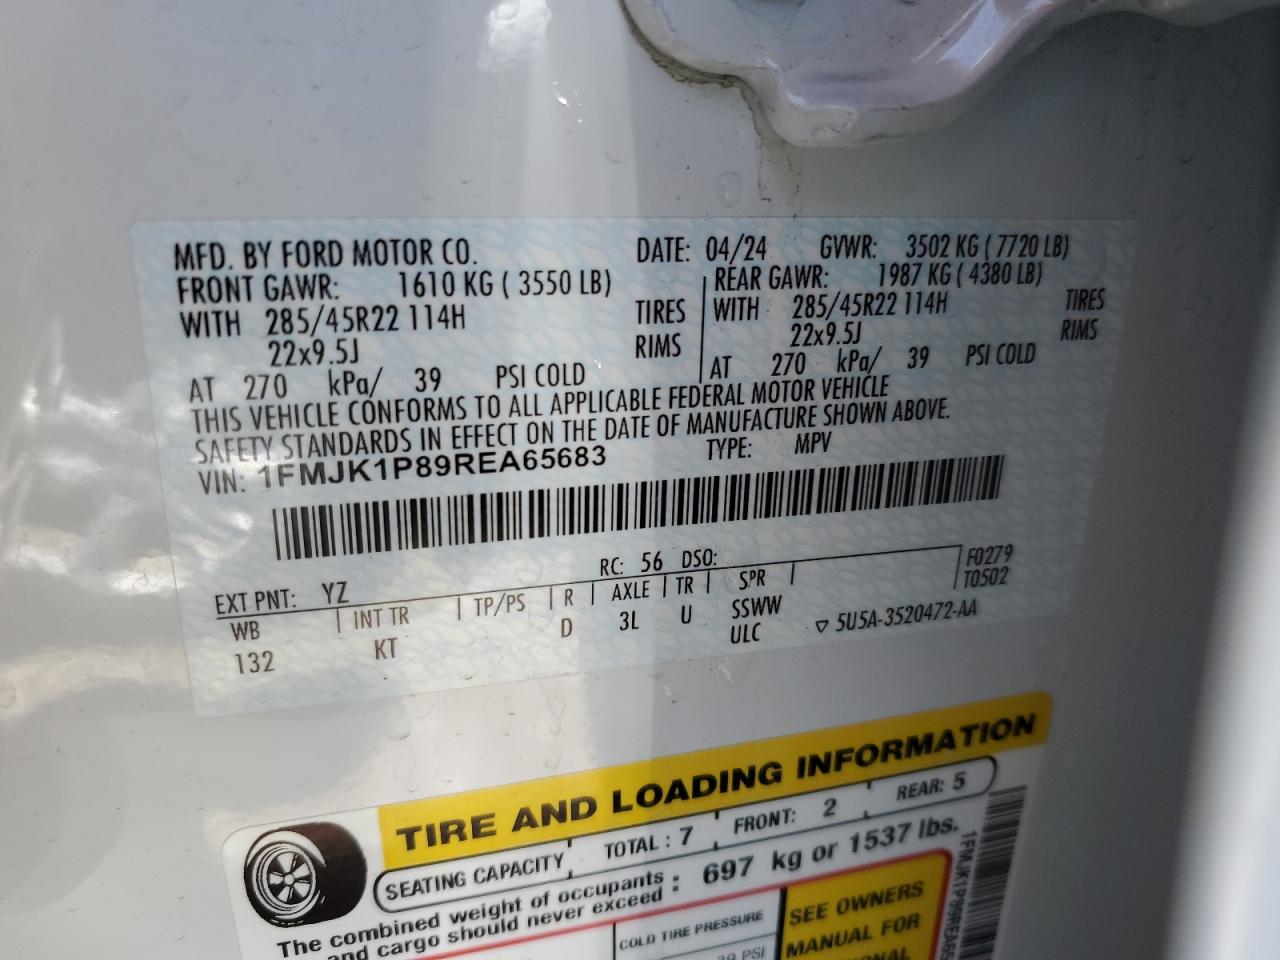 MFD. BY FORD MOTOR CO. DATE: 04/24 GVWR: 3502 KG ( 7720 LB)
FRONT GAWR: 1610 KG ( 3550 LB) REAR GAWR: 1987 KG ( 4380 LB)
WITH 285/45R22 114H TIRES WITH 285/45R22 114H TIRES
22x9.5J RIMS 22x9.5J RIMS
AT 270 kPa/ 39 PSI COLD AT 270 kPa/ 39 PSI COLD
THIS VEHICLE CONFORMS TO ALL APPLICABLE FEDERAL MOTOR VEHICLE
SAFETY STANDARDS IN EFFECT ON THE DATE OF MANUFACTURE SHOWN ABOVE.
VIN: 1FMJK1P89REA65683 TYPE: MPV
RC: 56 DSO: F0279
EXT PNT: YZ T0502
WB INT TR TP/PS R AXLE TR SPR
132 KT D 3L U SSWW
ULC ▽ 5U5A-3520472-AA
TIRE AND LOADING INFORMATION
SEATING CAPACITY TOTAL : 7 FRONT: 2 REAR: 5
The combined weight of occupants : 697 kg or 1537 lbs.
and cargo should never exceed
COLD TIRE PRESSURE SEE OWNERS
39 PSI MANUAL FOR
1FMJK1P89REA65